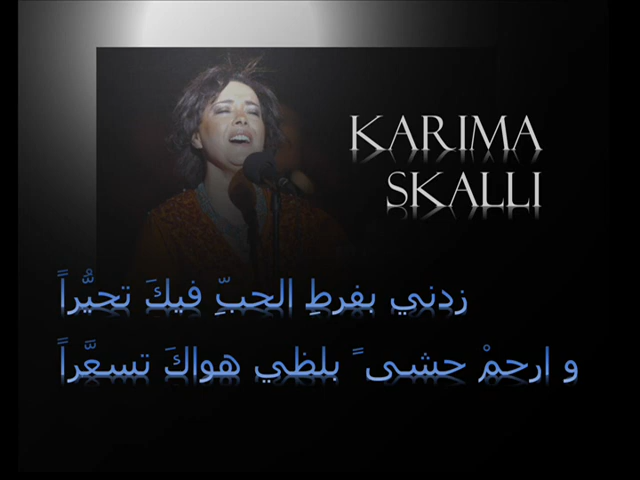 KARIMA
SKALLI
زدني بفرطِ الحبِّ فيكَ تحيُّراً
و ارحمْ حشى ً بلظي هواكَ تسعَّراً